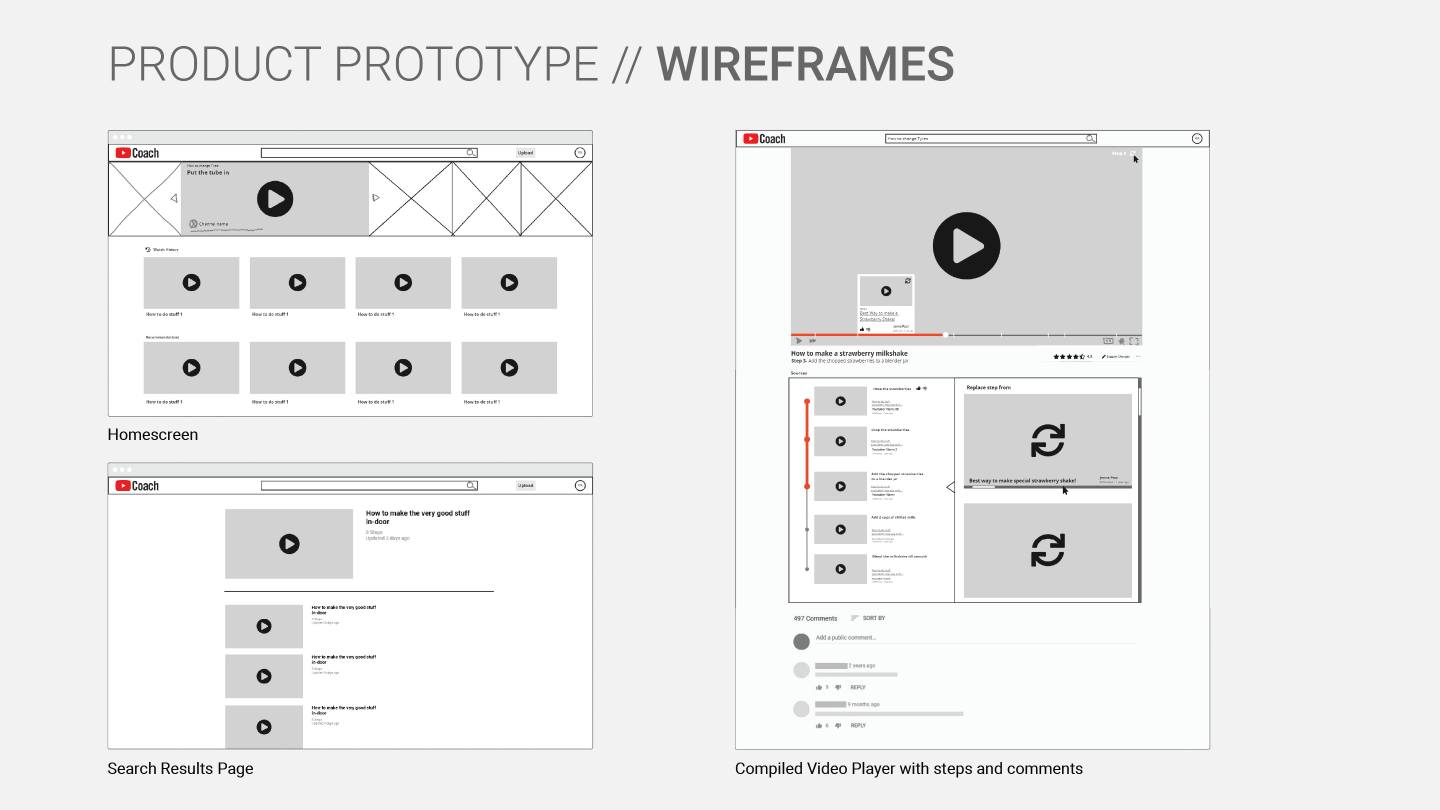 PRODUCT PROTOTYPE // WIREFRAMES
Coach
Upload
How to change Tires
Put the tube in
Channel name
Watch History
How to do stuff 1
How to do stuff 1
How to do stuff 1
How to do stuff 1
Recommendations
How to do stuff 1
How to do stuff 1
How to do stuff 1
How to do stuff 1
Homescreen
Coach
Upload
How to make the very good stuff
in-door
3 Steps
Updated 2 days ago
How to make the very good stuff
in-door
How to make the very good stuff
in-door
How to make the very good stuff
in-door
Search Results Page
Coach
How to change Tyres
Step 3
Best Way to make a
Strawberry Shake!
Jenna Paul
How to make a strawberry milkshake
Step 3- Add the chopped strawberries to a blender jar
4.5
Sources
Chop the strawberries
Add the chopped strawberries
to a blender jar
Add 2 cups of chilled milk
Blend the milkshake till smooth
Replace step from
Best way to make special strawberry shake!
Jenna Paul
497 Comments
SORT BY
Add a public comment...
2 years ago
5
REPLY
9 months ago
6
REPLY
Compiled Video Player with steps and comments